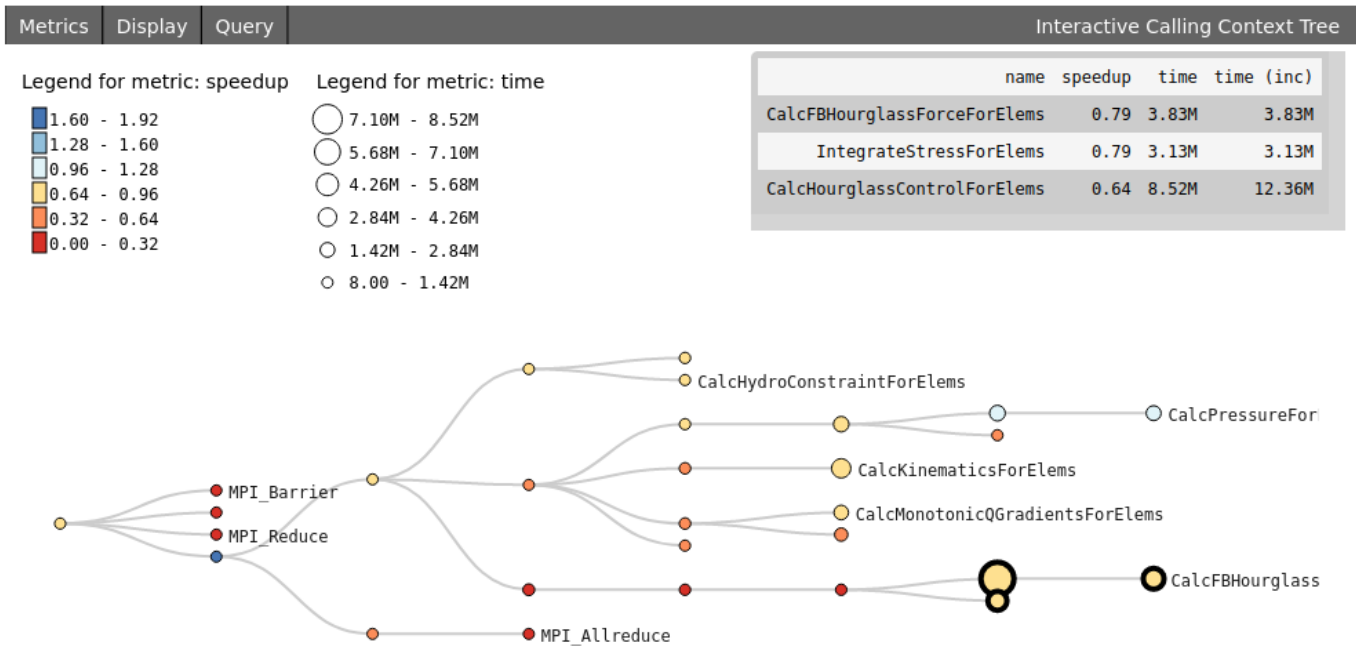 Metrics Display Query Interactive Calling Context Tree
Legend for metric: speedup
1.60 - 1.92
1.28 - 1.60
0.96 - 1.28
0.64 - 0.96
0.32 - 0.64
0.00 - 0.32
Legend for metric: time
7.10M - 8.52M
5.68M - 7.10M
4.26M - 5.68M
2.84M - 4.26M
1.42M - 2.84M
8.00 - 1.42M
name speedup time time (inc)
CalcFBHourglassForceForElems 0.79 3.83M 3.83M
IntegrateStressForElems 0.79 3.13M 3.13M
CalcHourglassControlForElems 0.64 8.52M 12.36M
CalcHydroConstraintForElems
CalcPressureFor
CalcKinematicsForElems
MPI_Barrier
CalcMonotonicQGradientsForElems
MPI_Reduce
CalcFBHourglass
MPI_Allreduce